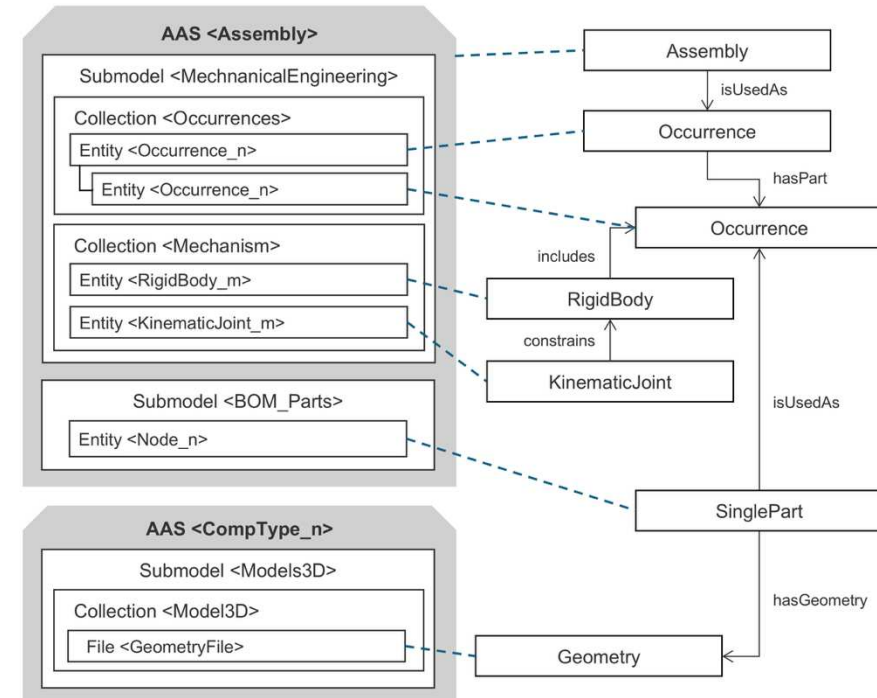 AAS <Assembly>
Submodel <MechnanicalEngineering>
Collection <Occurrences>
Entity <Occurrence_n>
Entity <Occurrence_n>
Collection <Mechanism>
Entity <RigidBody_m>
Entity <KinematicJoint_m>
Submodel <BOM_Parts>
Entity <Node_n>
AAS <CompType_n>
Submodel <Models3D>
Collection <Model3D>
File <GeometryFile>
Assembly
isUsedAs
Occurrence
hasPart
Occurrence
includes
RigidBody
constrains
KinematicJoint
isUsedAs
SinglePart
hasGeometry
Geometry